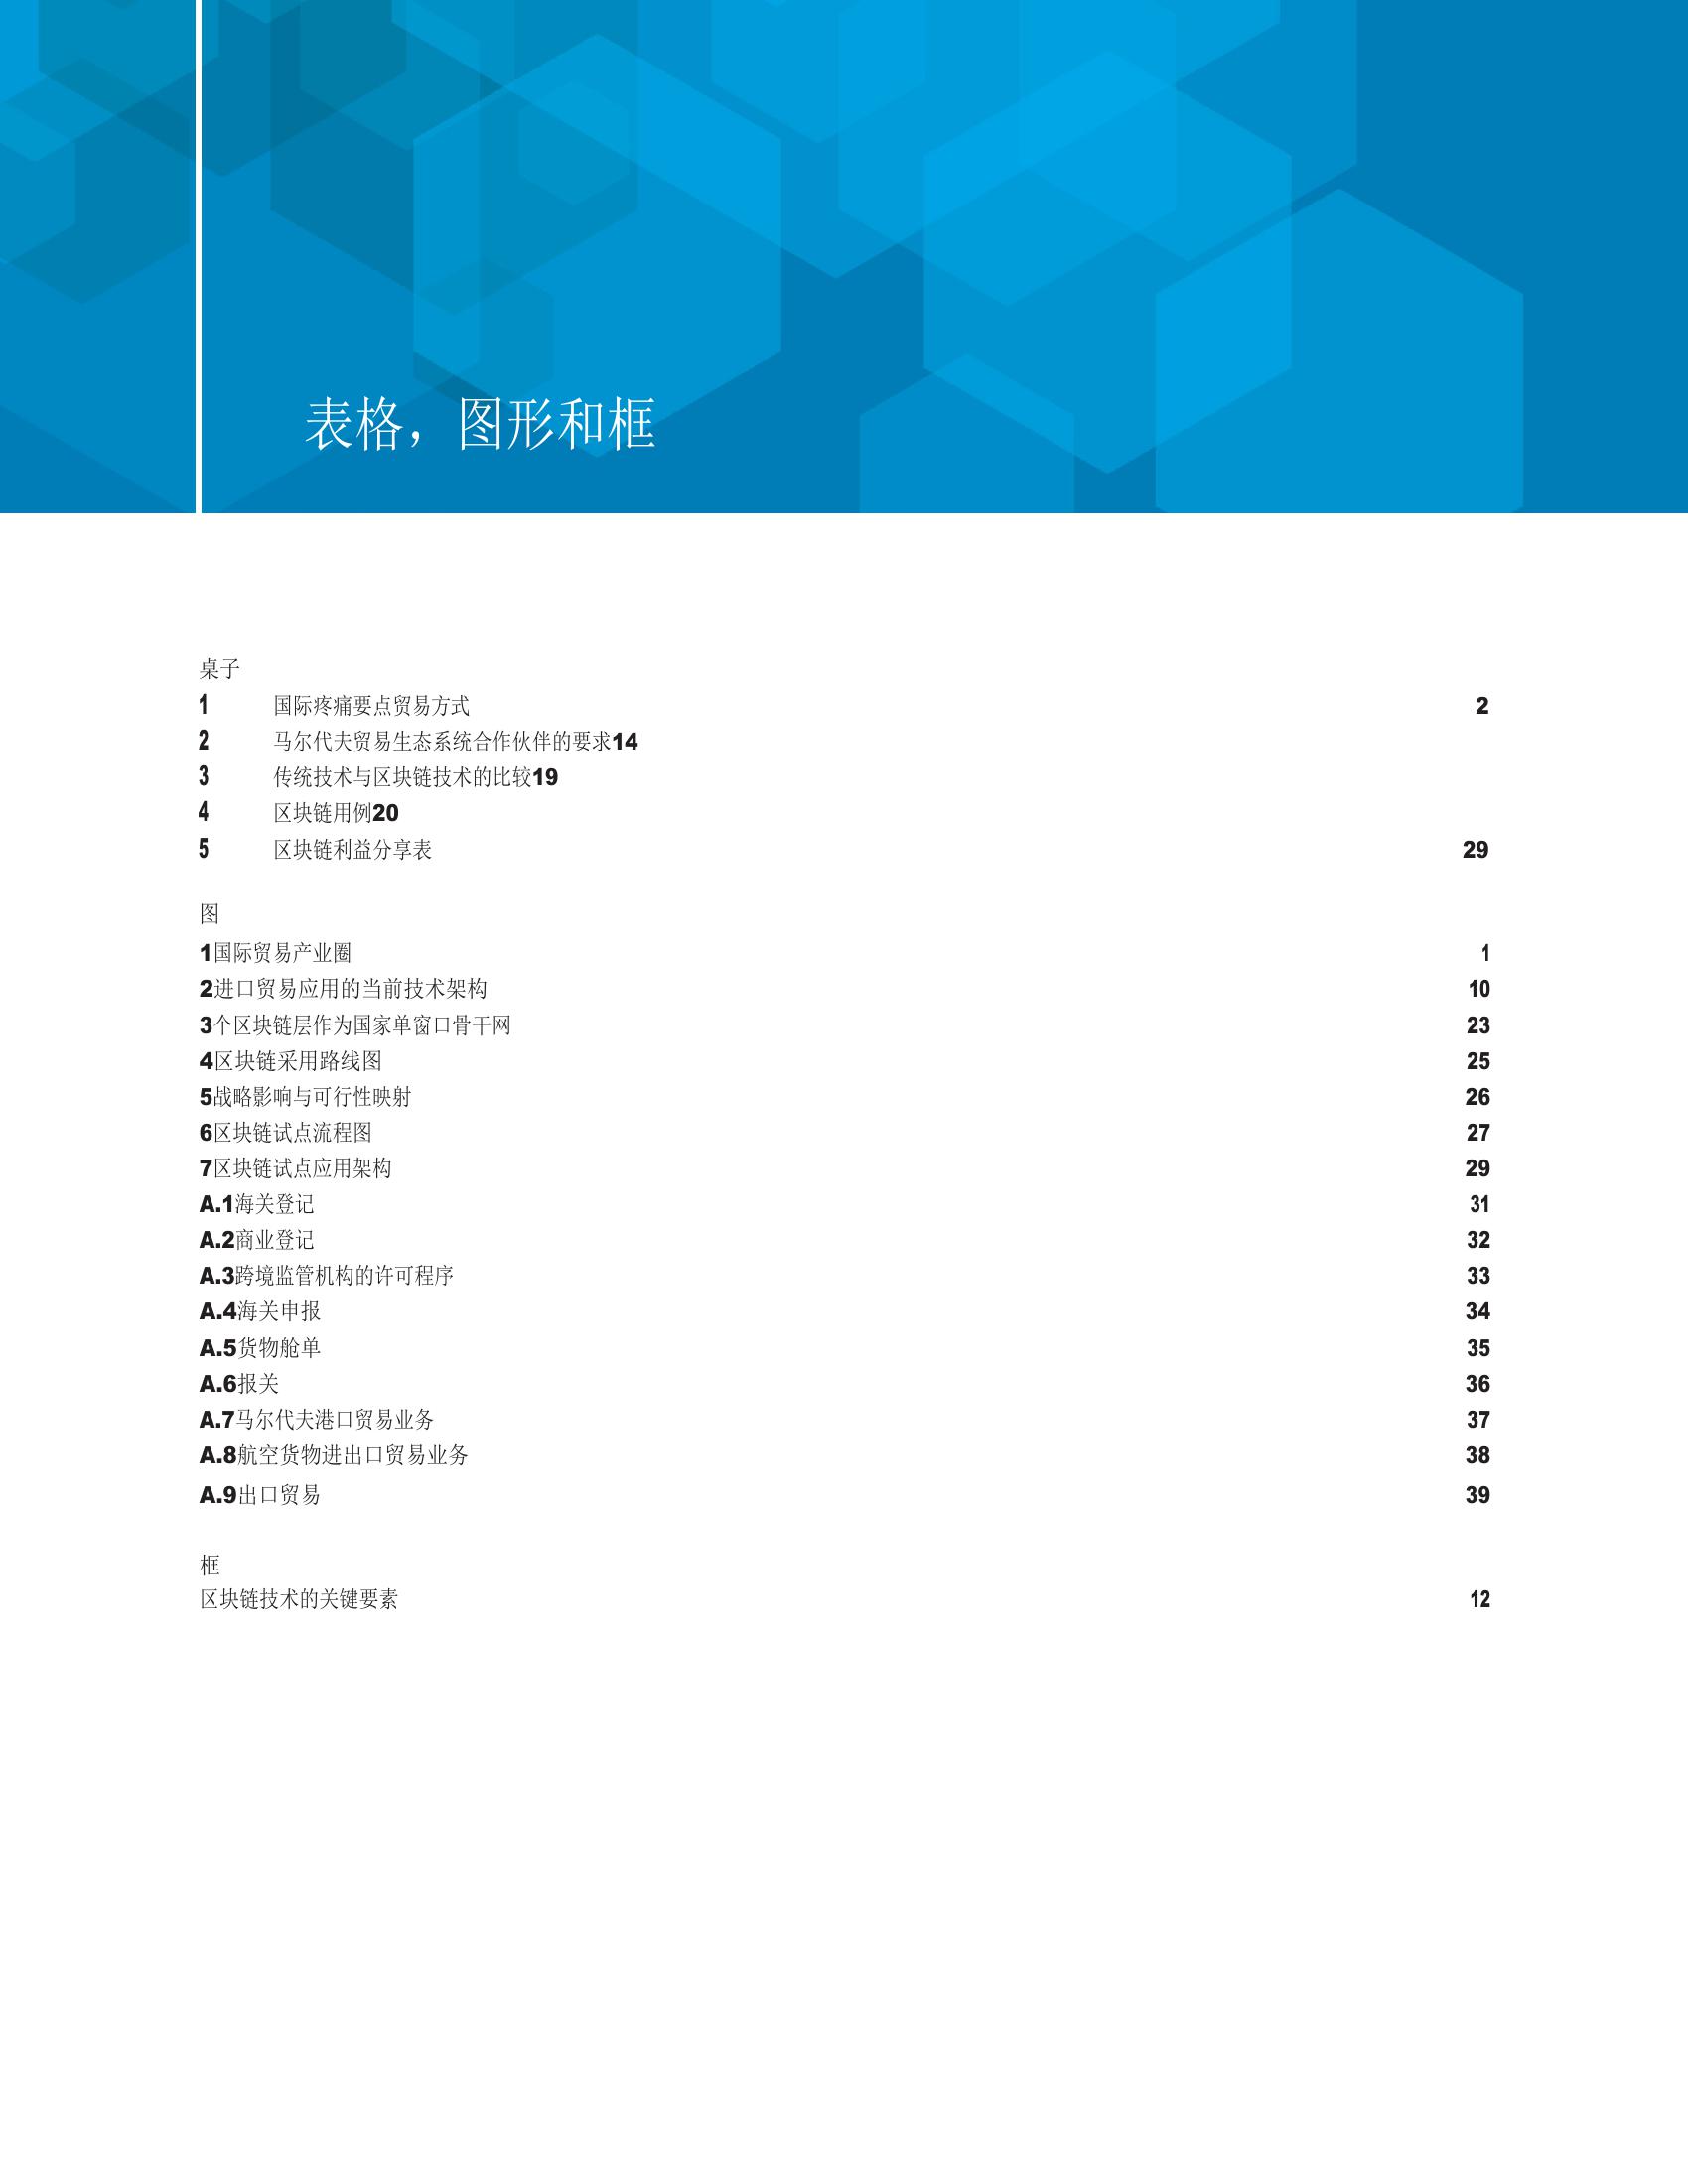 表格，图形和框
桌子
1 国际疼痛要点贸易方式 2
2 马尔代夫贸易生态系统合作伙伴的要求14
3 传统技术与区块链技术的比较19
4 区块链用例20
5 区块链利益分享表 29
图
1国际贸易产业圈 1
2进口贸易应用的当前技术架构 10
3个区块链层作为国家单窗口骨干网 23
4区块链采用路线图 25
5战略影响与可行性映射 26
6区块链试点流程图 27
7区块链试点应用架构 29
A.1海关登记 31
A.2商业登记 32
A.3跨境监管机构的许可程序 33
A.4海关申报 34
A.5货物舱单 35
A.6报关 36
A.7马尔代夫港口贸易业务 37
A.8航空货物进出口贸易业务 38
A.9出口贸易 39
框
区块链技术的关键要素 12